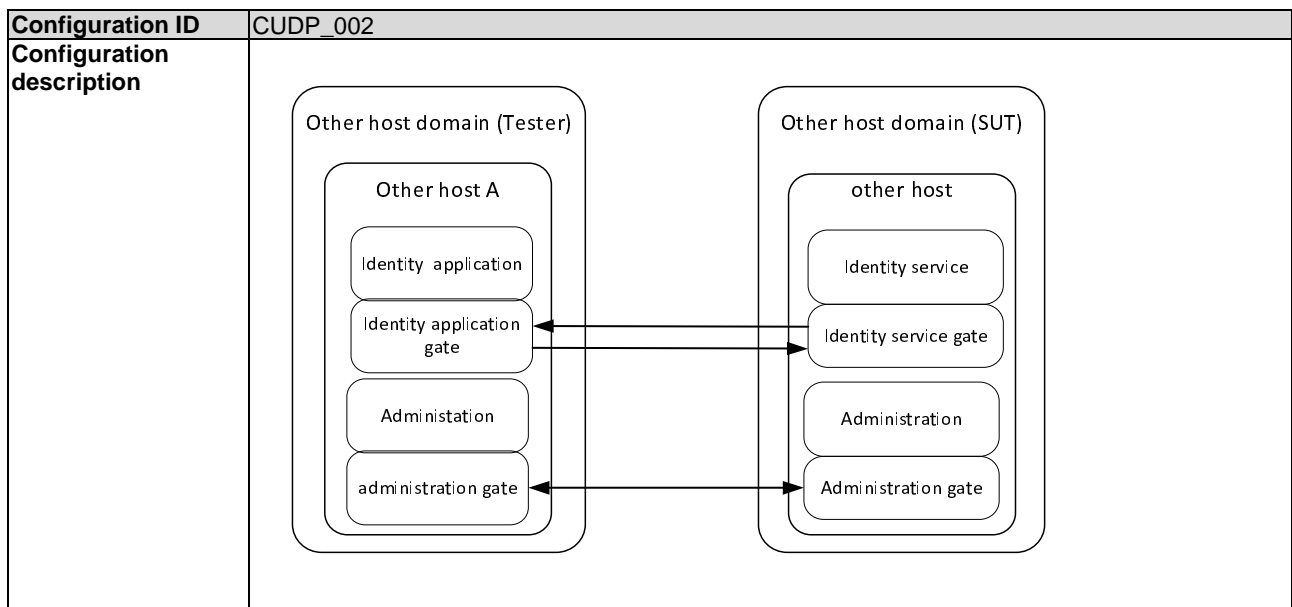 Configuration ID CUDP_002
Configuration
description
Other host domain (Tester)
Other host A
Identity application
Identity application
gate
Administation
administration gate
Other host domain (SUT)
other host
Identity service
Identity service gate
Administration
Administration gate